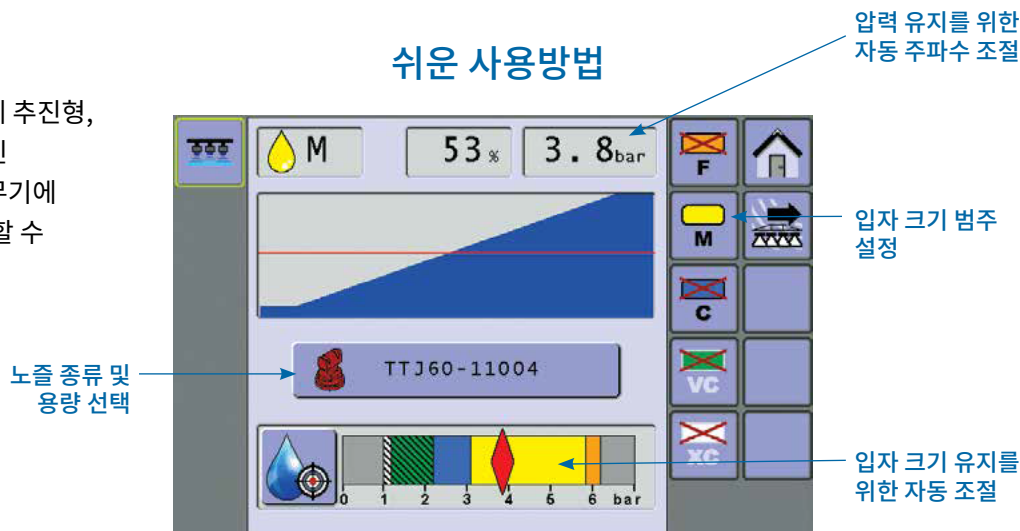 압력 유지를 위한
자동 주파수 조절
쉬운 사용방법
추진형,
무기에
할 수
M
53 %
3.8bar
F
M
입자 크기 범주
설정
C
노즐 종류 및
용량 선택
TTJ60-11004
VC
XC
0 1 2 3 4 5 6 bar
입자 크기 유지를
위한 자동 조절